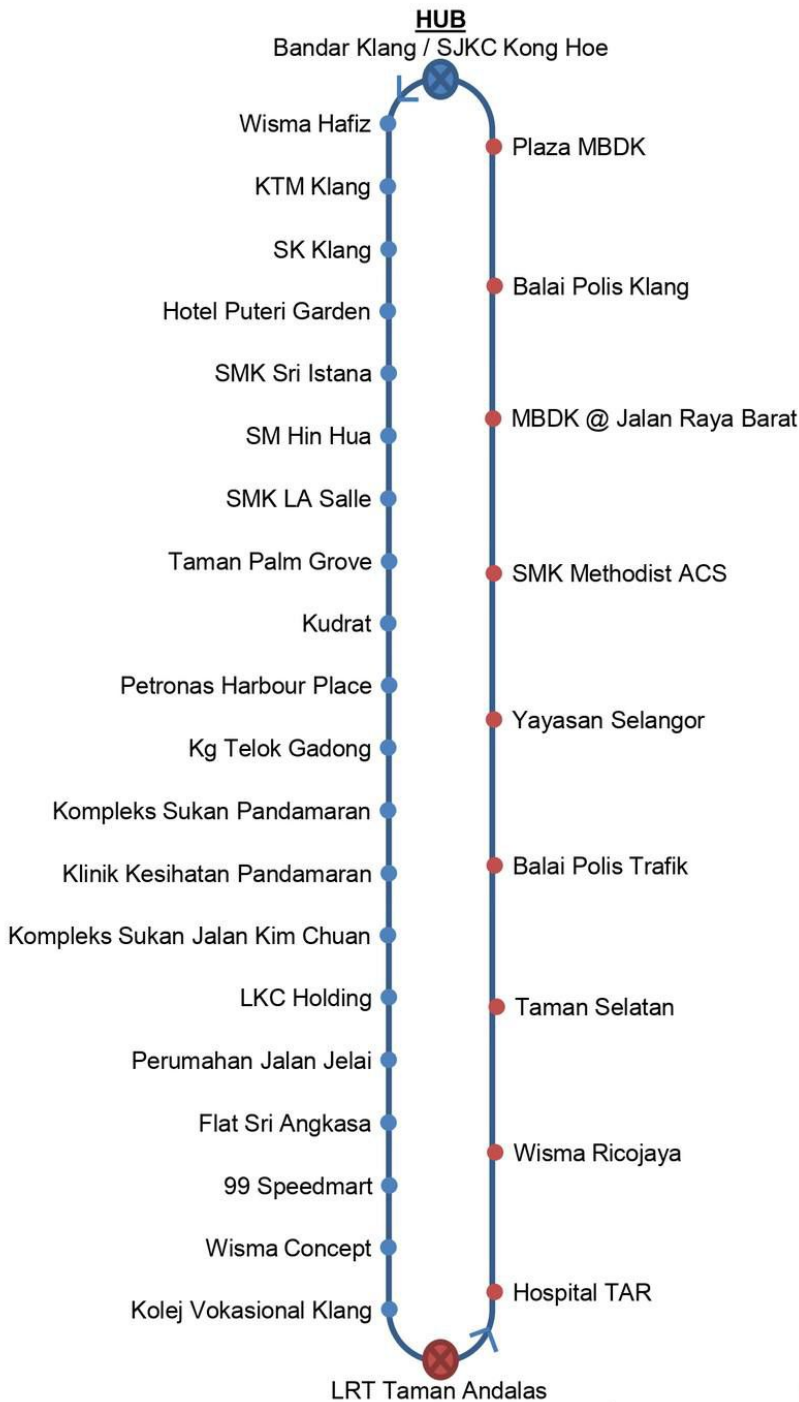 HUB
Bandar Klang / SJKC Kong Hoe
Wisma Hafiz
KTM Klang
SK Klang
Hotel Puteri Garden
SMK Sri Istana
SM Hin Hua
SMK LA Salle
Taman Palm Grove
Kudrat
Petronas Harbour Place
Kg Telok Gadong
Kompleks Sukan Pandamaran
Klinik Kesihatan Pandamaran
Kompleks Sukan Jalan Kim Chuan
LKC Holding
Perumahan Jalan Jelai
Flat Sri Angkasa
99 Speedmart
Wisma Concept
Kolej Vokasional Klang
Plaza MBDK
Balai Polis Klang
MBDK @ Jalan Raya Barat
SMK Methodist ACS
Yayasan Selangor
Balai Polis Trafik
Taman Selatan
Wisma Ricojaya
Hospital TAR
LRT Taman Andalas